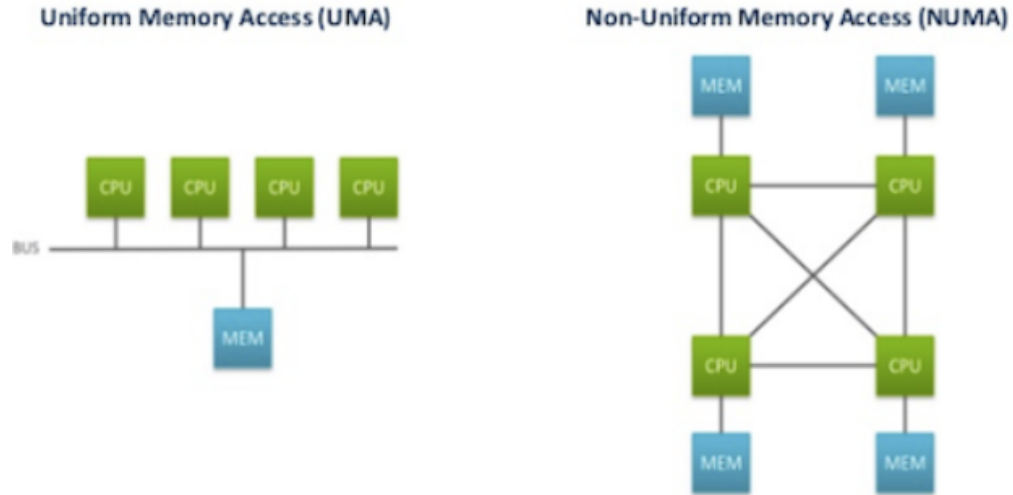 Uniform Memory Access (UMA)
CPU CPU CPU CPU
BUS
MEM
Non-Uniform Memory Access (NUMA)
MEM MEM
CPU CPU
CPU CPU
MEM MEM